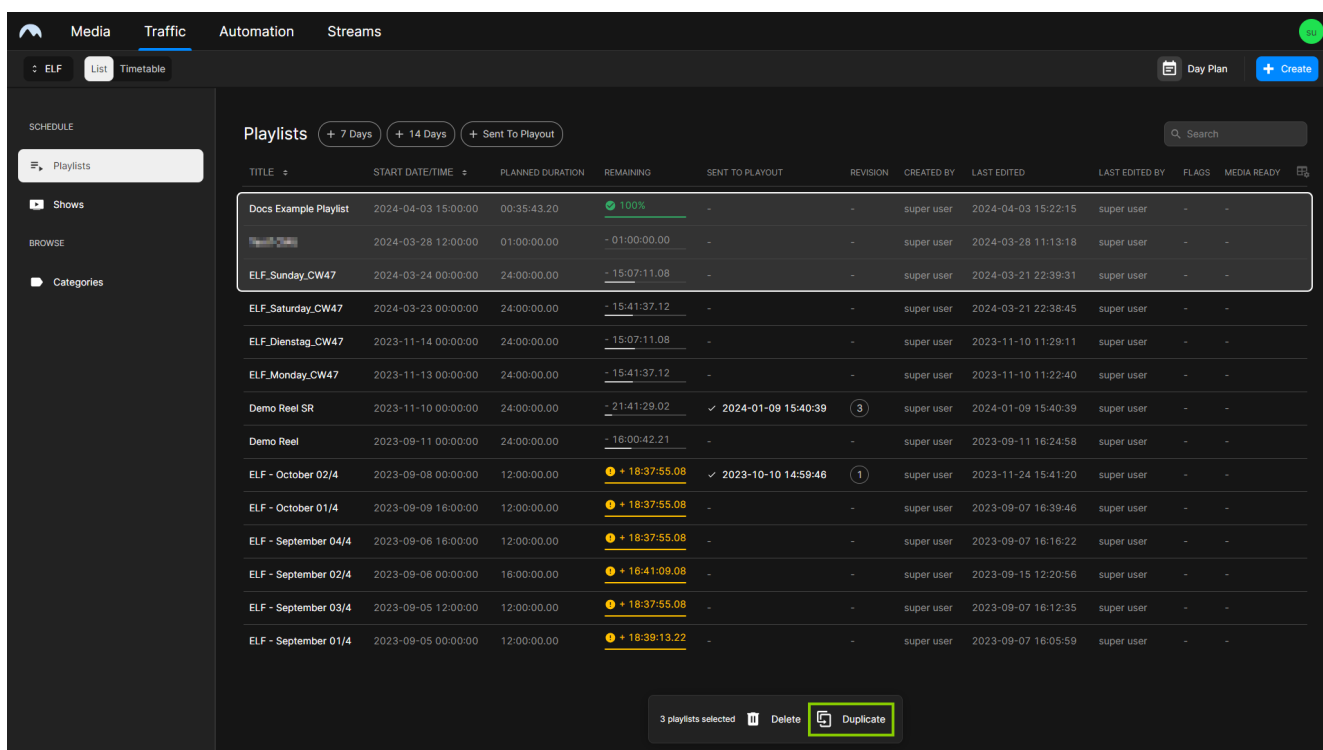 Media Traffic Automation Streams su
ELF List Timetable Day Plan + Create
SCHEDULE
Playlists
Shows
BROWSE
Categories
Playlists + 7 Days + 14 Days + Sent To Playout Search
TITLE START DATE/TIME PLANNED DURATION REMAINING SENT TO PLAYOUT REVISION CREATED BY LAST EDITED LAST EDITED BY FLAGS MEDIA READY
Docs Example Playlist 2024-04-03 15:00:00 00:35:43.20 100% - - super user 2024-04-03 15:22:15 super user - -
2024-03-28 12:00:00 01:00:00.00 - 01:00:00.00 - - super user 2024-03-28 11:13:18 super user - -
ELF_Sunday_CW47 2024-03-24 00:00:00 24:00:00.00 - 15:07:11.08 - - super user 2024-03-21 22:39:31 super user - -
ELF_Saturday_CW47 2024-03-23 00:00:00 24:00:00.00 - 15:41:37.12 - - super user 2024-03-21 22:38:45 super user - -
ELF_Dienstag_CW47 2023-11-14 00:00:00 24:00:00.00 - 15:07:11.08 - - super user 2023-11-10 11:29:11 super user - -
ELF_Monday_CW47 2023-11-13 00:00:00 24:00:00.00 - 15:41:37.12 - - super user 2023-11-10 11:22:40 super user - -
Demo Reel SR 2023-11-10 00:00:00 24:00:00.00 - 21:41:29.02 ✓ 2024-01-09 15:40:39 3 super user 2024-01-09 15:40:39 super user - -
Demo Reel 2023-09-11 00:00:00 24:00:00.00 - 16:00:42.21 - - super user 2023-09-11 16:24:58 super user - -
ELF - October 02/4 2023-09-08 00:00:00 12:00:00.00 + 18:37:55.08 ✓ 2023-10-10 14:59:46 1 super user 2023-11-24 15:41:20 super user - -
ELF - October 01/4 2023-09-09 16:00:00 12:00:00.00 + 18:37:55.08 - - super user 2023-09-07 16:39:46 super user - -
ELF - September 04/4 2023-09-06 16:00:00 12:00:00.00 + 18:37:55.08 - - super user 2023-09-07 16:16:22 super user - -
ELF - September 02/4 2023-09-06 00:00:00 16:00:00.00 + 16:41:09.08 - - super user 2023-09-15 12:20:56 super user - -
ELF - September 03/4 2023-09-05 12:00:00 12:00:00.00 + 18:37:55.08 - - super user 2023-09-07 16:12:35 super user - -
ELF - September 01/4 2023-09-05 00:00:00 12:00:00.00 + 18:39:13.22 - - super user 2023-09-07 16:05:59 super user - -
3 playlists selected Delete Duplicate